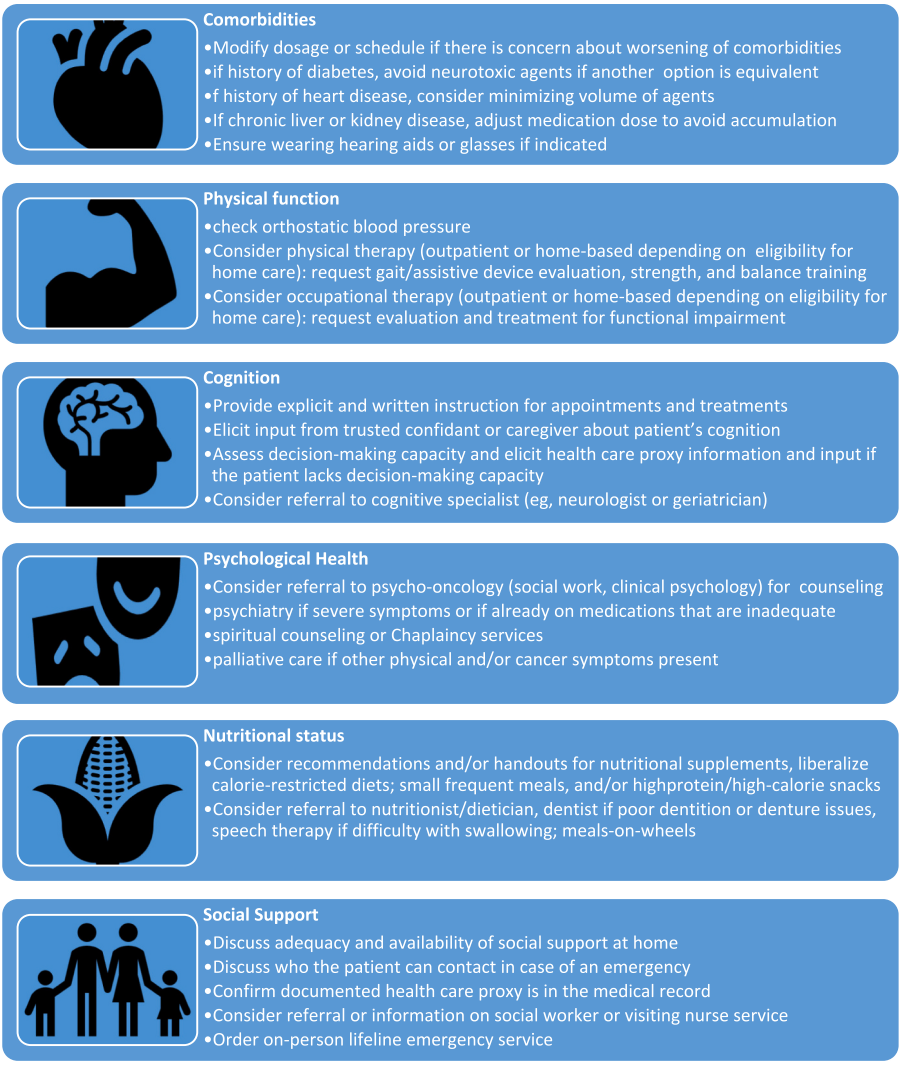 Comorbidities
•Modify dosage or schedule if there is concern about worsening of comorbidities
•if history of diabetes, avoid neurotoxic agents if another option is equivalent
•f history of heart disease, consider minimizing volume of agents
•If chronic liver or kidney disease, adjust medication dose to avoid accumulation
•Ensure wearing hearing aids or glasses if indicated
Physical function
•check orthostatic blood pressure
•Consider physical therapy (outpatient or home-based depending on eligibility for
home care): request gait/assistive device evaluation, strength, and balance training
•Consider occupational therapy (outpatient or home-based depending on eligibility for
home care): request evaluation and treatment for functional impairment
Cognition
•Provide explicit and written instruction for appointments and treatments
•Elicit input from trusted confidant or caregiver about patient’s cognition
•Assess decision-making capacity and elicit health care proxy information and input if
the patient lacks decision-making capacity
•Consider referral to cognitive specialist (eg, neurologist or geriatrician)
Psychological Health
•Consider referral to psycho-oncology (social work, clinical psychology) for counseling
•psychiatry if severe symptoms or if already on medications that are inadequate
•spiritual counseling or Chaplaincy services
•palliative care if other physical and/or cancer symptoms present
Nutritional status
•Consider recommendations and/or handouts for nutritional supplements, liberalize
calorie-restricted diets; small frequent meals, and/or highprotein/high-calorie snacks
•Consider referral to nutritionist/dietician, dentist if poor dentition or denture issues,
speech therapy if difficulty with swallowing; meals-on-wheels
Social Support
•Discuss adequacy and availability of social support at home
•Discuss who the patient can contact in case of an emergency
•Confirm documented health care proxy is in the medical record
•Consider referral or information on social worker or visiting nurse service
•Order on-person lifeline emergency service